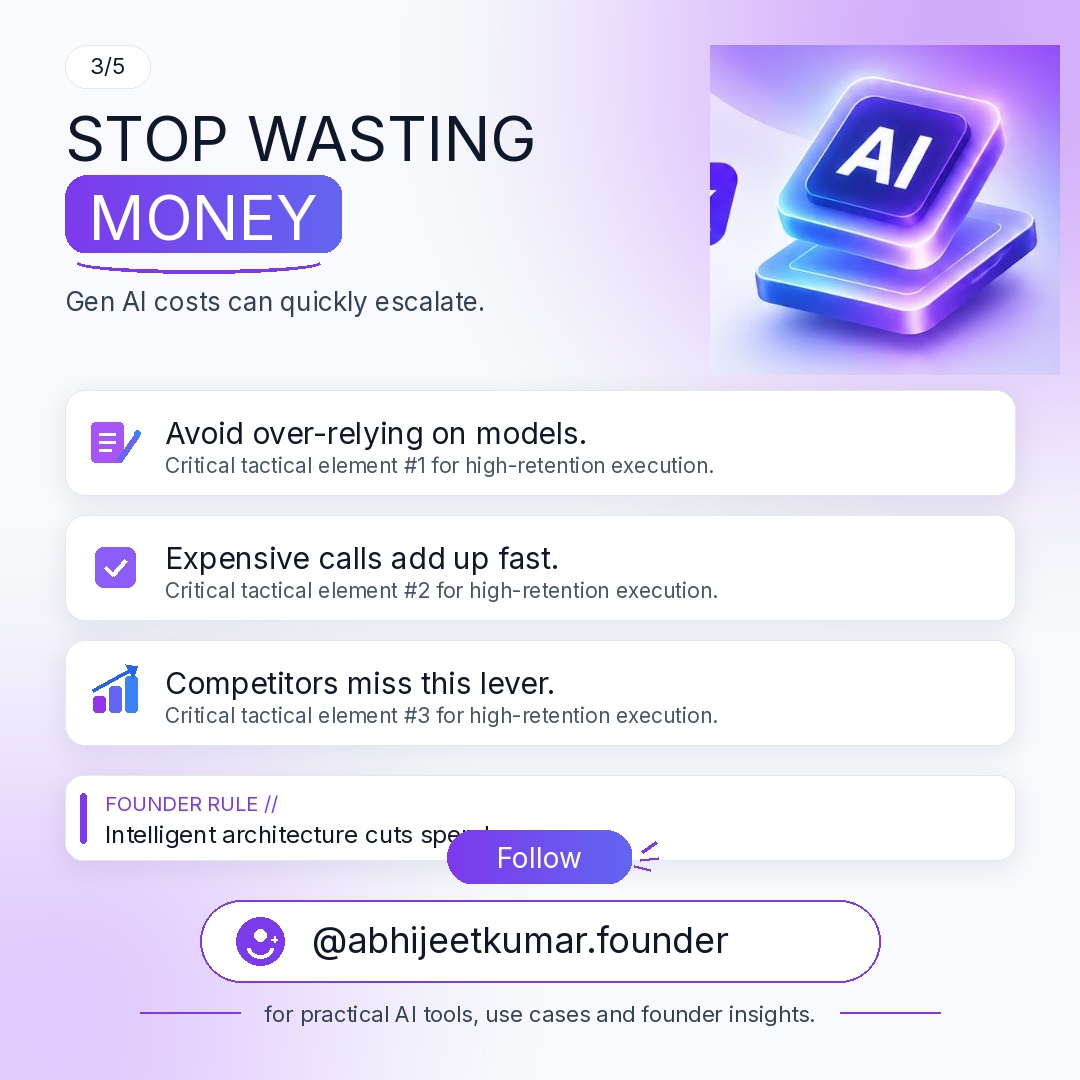 3/5
STOP WASTING
MONEY
Gen AI costs can quickly escalate.
AI
Avoid over-relying on models.
Critical tactical element #1 for high-retention execution.
Expensive calls add up fast.
Critical tactical element #2 for high-retention execution.
Competitors miss this lever.
Critical tactical element #3 for high-retention execution.
FOUNDER RULE //
Intelligent architecture cuts
Follow
@abhijeetkumar.founder
for practical AI tools, use cases and founder insights.